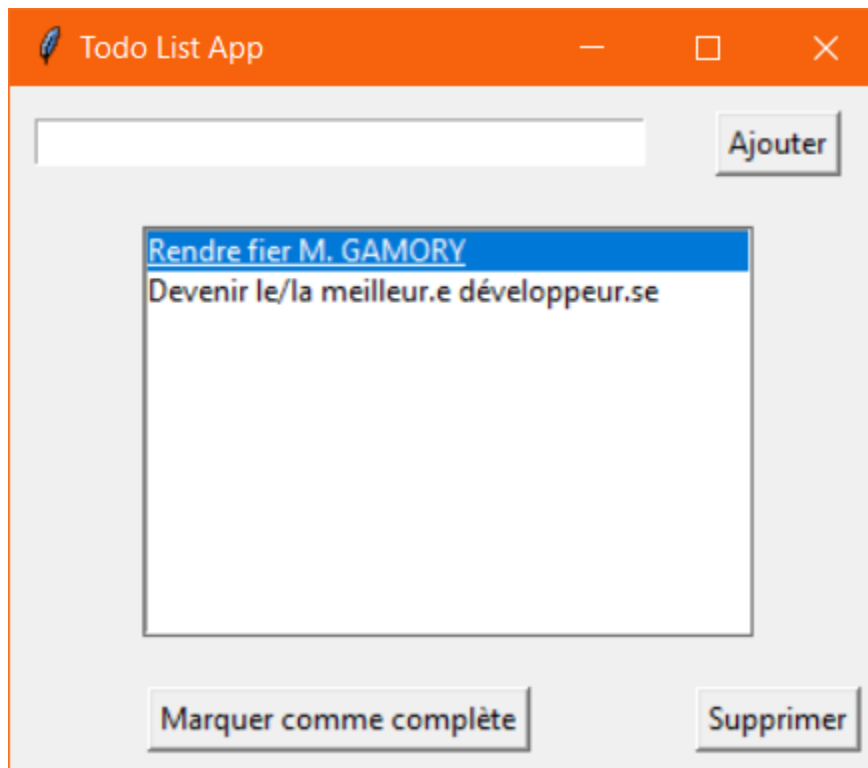 Todo List App
Ajouter
Rendre fier M. GAMORY
Devenir le/la meilleur.e développeur.se
Marquer comme complète
Supprimer